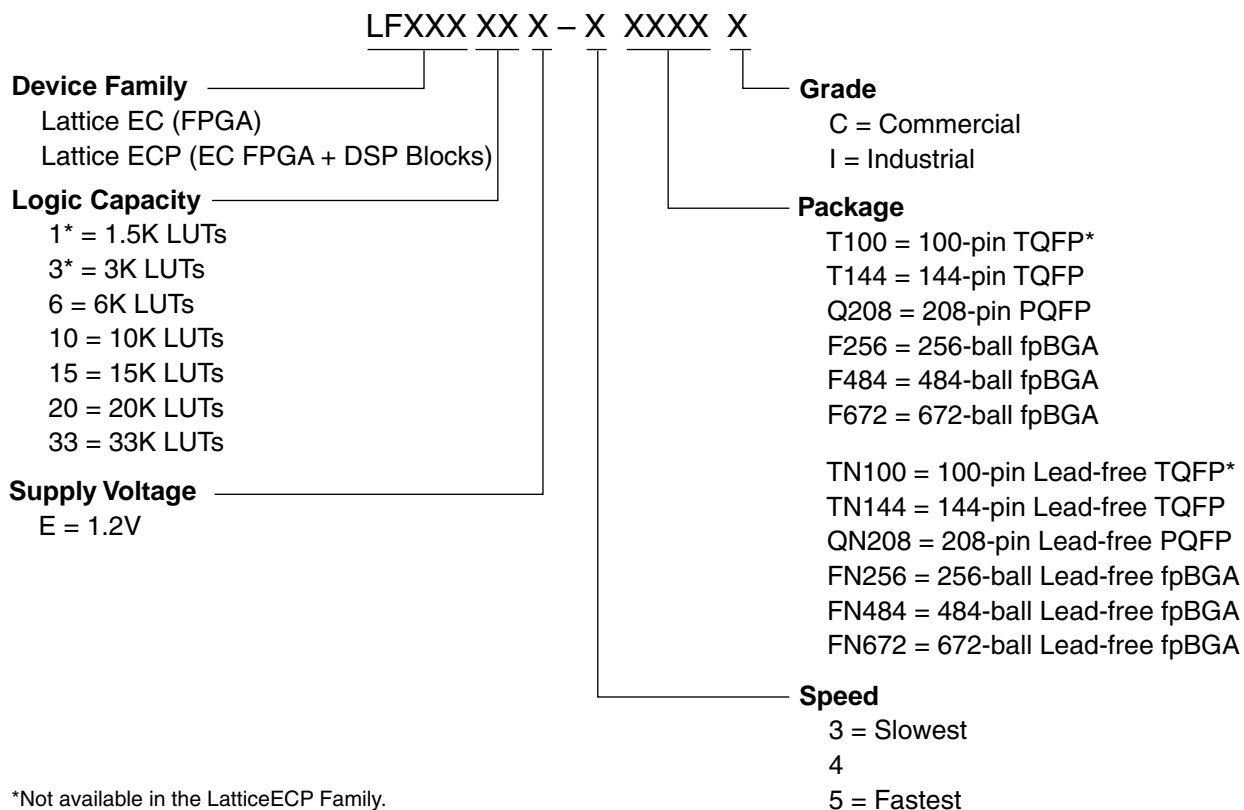 LFXXX XX X – X XXXX X
Device Family
Lattice EC (FPGA)
Lattice ECP (EC FPGA + DSP Blocks)
Logic Capacity
1* = 1.5K LUTs
3* = 3K LUTs
6 = 6K LUTs
10 = 10K LUTs
15 = 15K LUTs
20 = 20K LUTs
33 = 33K LUTs
Supply Voltage
E = 1.2V
Grade
C = Commercial
I = Industrial
Package
T100 = 100-pin TQFP*
T144 = 144-pin TQFP
Q208 = 208-pin PQFP
F256 = 256-ball fpBGA
F484 = 484-ball fpBGA
F672 = 672-ball fpBGA
TN100 = 100-pin Lead-free TQFP*
TN144 = 144-pin Lead-free TQFP
QN208 = 208-pin Lead-free PQFP
FN256 = 256-ball Lead-free fpBGA
FN484 = 484-ball Lead-free fpBGA
FN672 = 672-ball Lead-free fpBGA
Speed
3 = Slowest
4
5 = Fastest
*Not available in the LatticeECP Family.